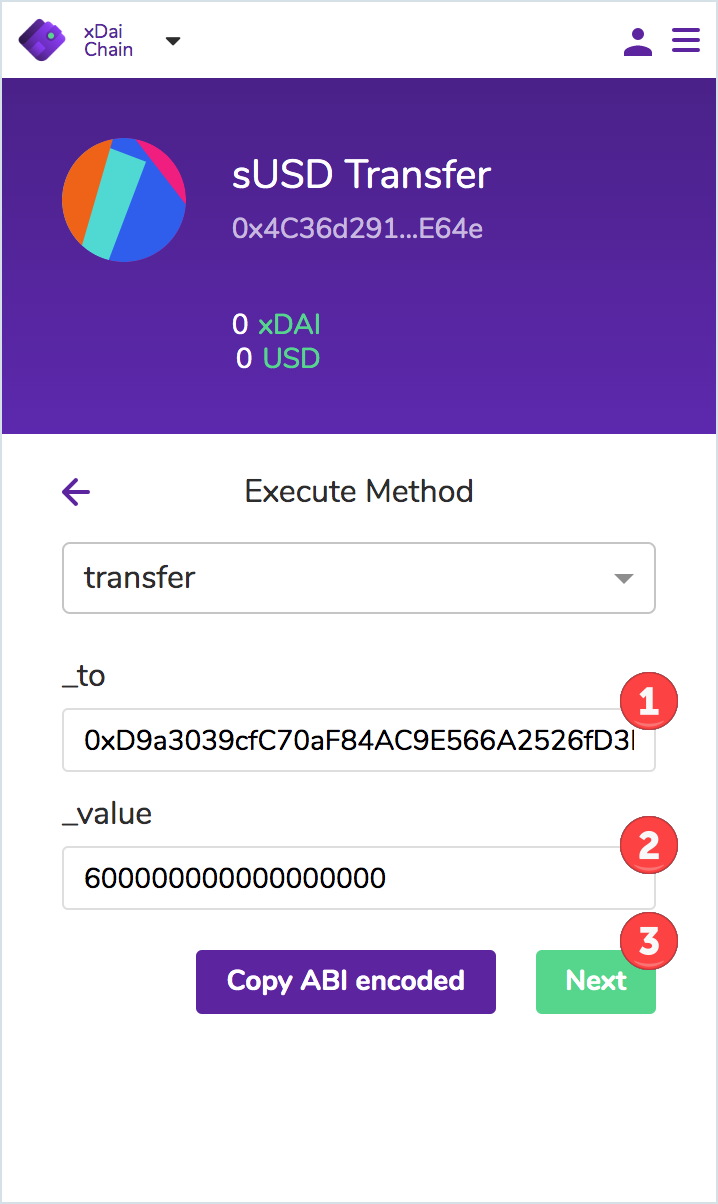 xDai
Chain
sUSD Transfer
0x4C36d291...E64e
0 xDAI
0 USD
Execute Method
transfer
_to
1
0xD9a3039cfC70aF84AC9E566A2526fD3
_value
2
600000000000000000
3
Copy ABI encoded
Next